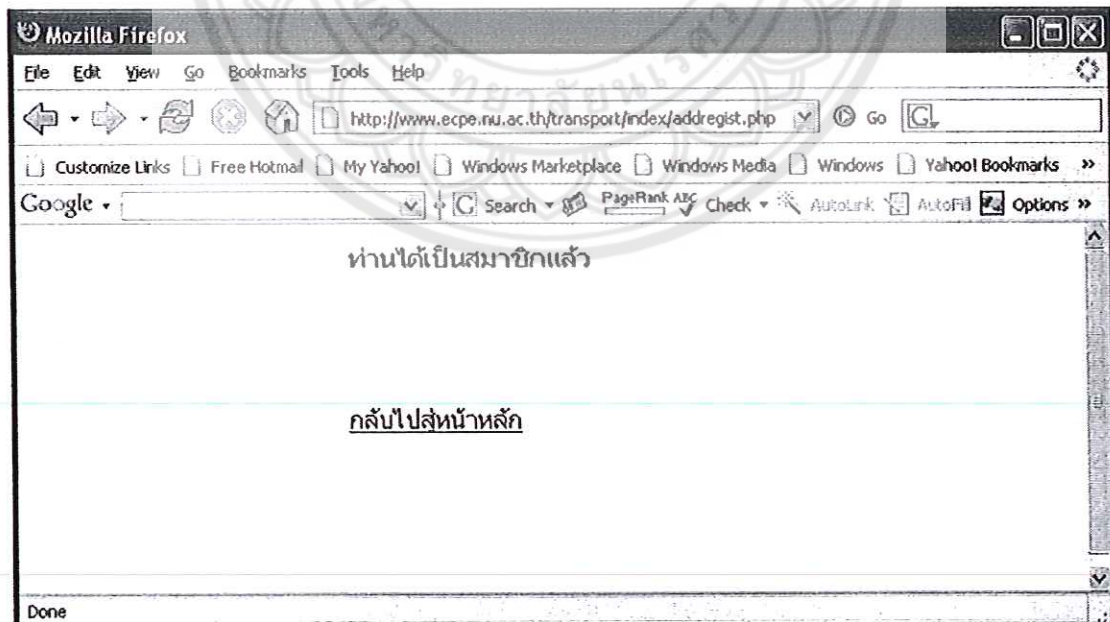 Mozilla Firefox
File Edit View Go Bookmarks Tools Help
http://www.ecpe.nu.ac.th/transport/index/addregist.php Go G
Customize Links Free Hotmail My Yahoo! Windows Marketplace Windows Media Windows Yahoo! Bookmarks »
Google Search PageRank ABC Check AutoLink AutoFill Options »
ท่านได้เป็นสมาชิกแล้ว
กลับไปสู่หน้าหลัก
Done